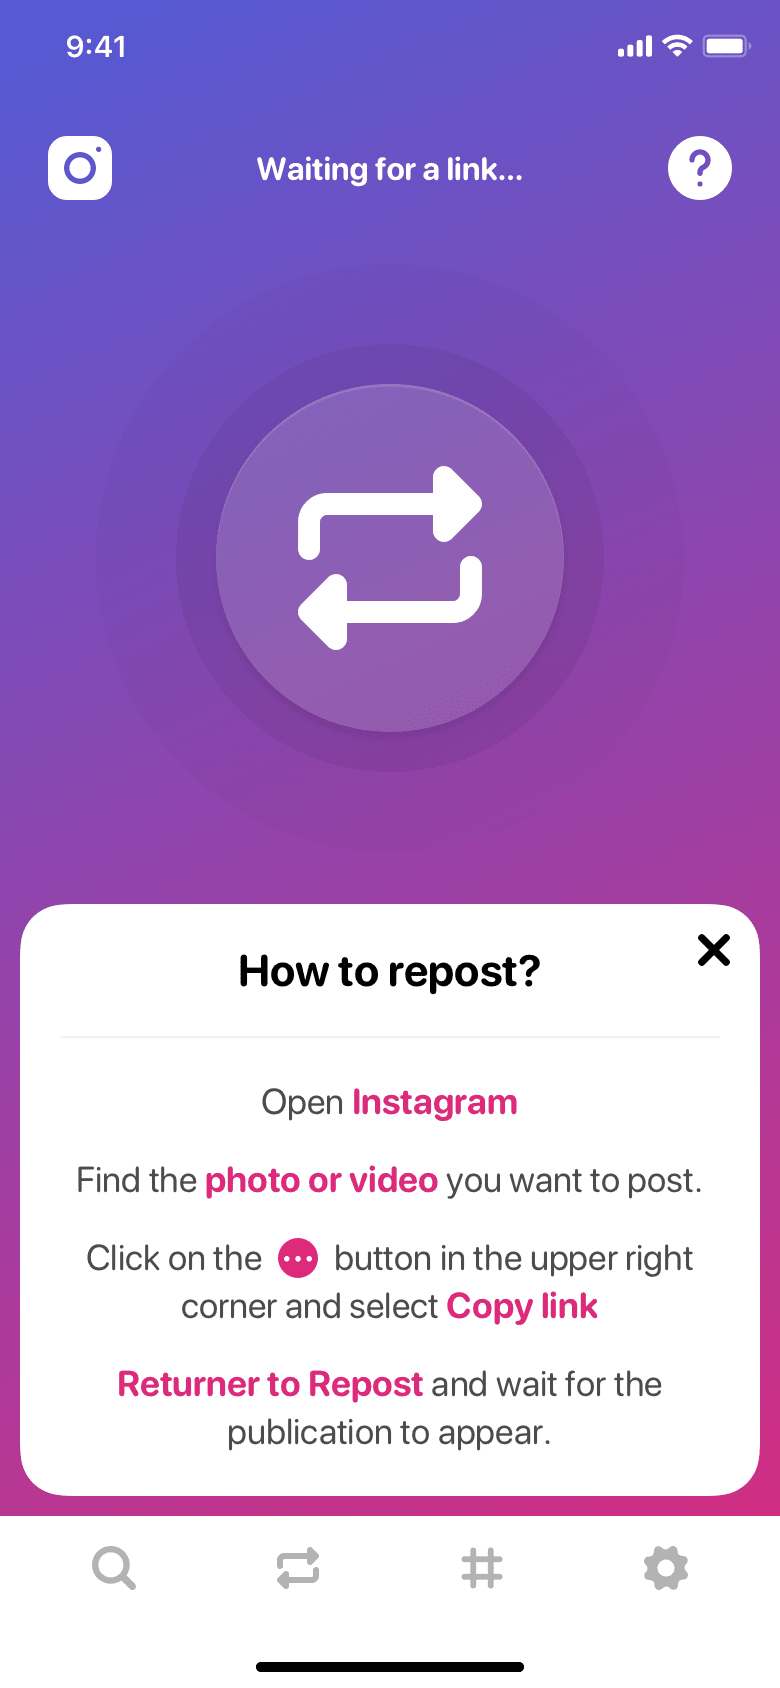 9:41
Waiting for a link...
How to repost?
Open Instagram
Find the photo or video you want to post.
Click on the ... button in the upper right
corner and select Copy link
Returner to Repost and wait for the
publication to appear.